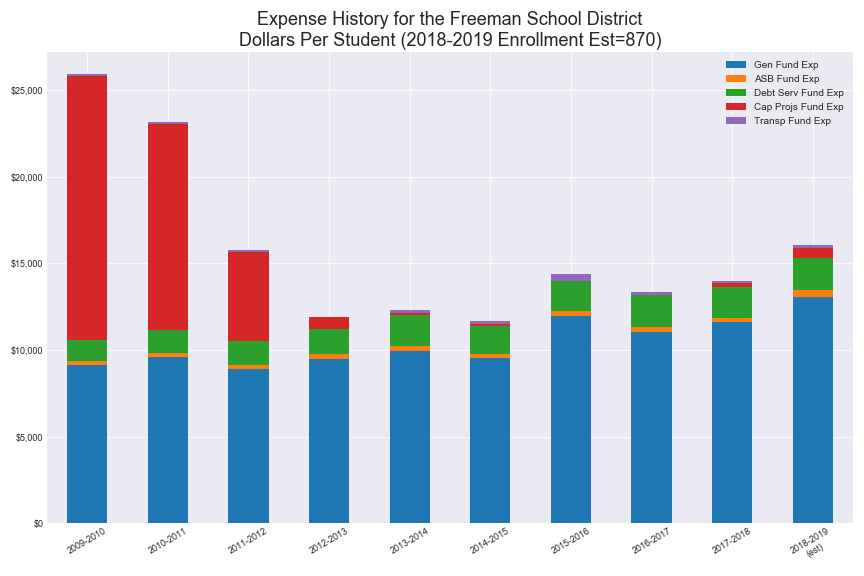 Expense History for the Freeman School District
Dollars Per Student (2018-2019 Enrollment Est=870)
Gen Fund Exp
ASB Fund Exp
Debt Serv Fund Exp
Cap Projs Fund Exp
Transp Fund Exp
$25,000
$20,000
$15,000
$10,000
$5,000
$0
2009-2010
2010-2011
2011-2012
2012-2013
2013-2014
2014-2015
2015-2016
2016-2017
2017-2018
2018-2019
(est)